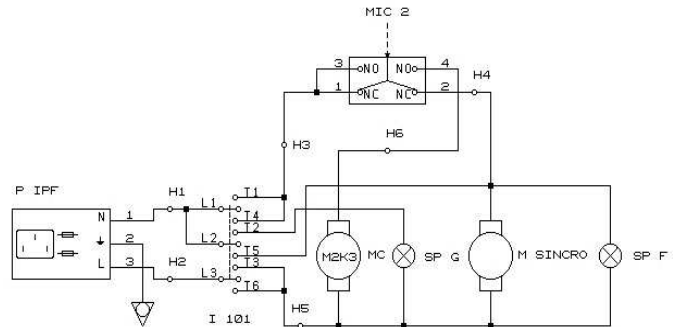 MIC 2
3 NO NO 4
H4
1 NC NC 2
H6
H3
P IPF
H1
L1 T1
N 1
T4
T2
2 L2
T5
M2K3 MC SP G M SINCRO SP F
L 3
H2
L3 T3
T6
H5
I 101